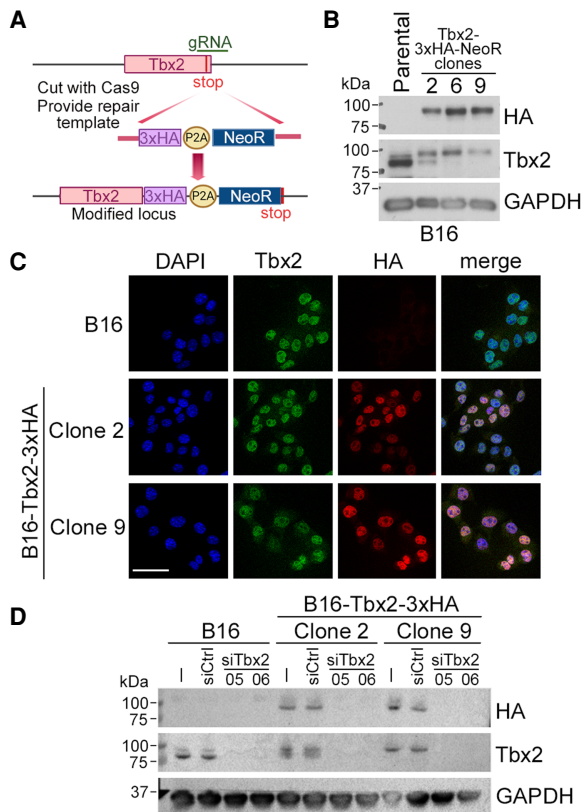 A
gRNA
Tbx2
stop
Cut with Cas9
Provide repair
template
3xHA P2A NeoR
Tbx2 3xHA P2A NeoR
Modified locus
stop
B
Parental
Tbx2-
3xHA-NeoR
clones
kDa 2 6 9
100
75
HA
100
75
Tbx2
37
GAPDH
B16
C
DAPI Tbx2 HA merge
B16
B16-Tbx2-3xHA
Clone 2
Clone 9
D
B16-Tbx2-3xHA
B16 Clone 2 Clone 9
– siCtrl siTbx2 – siCtrl siTbx2 – siCtrl siTbx2
05 06 05 06 05 06
kDa
100
75
HA
100
75
Tbx2
37
GAPDH